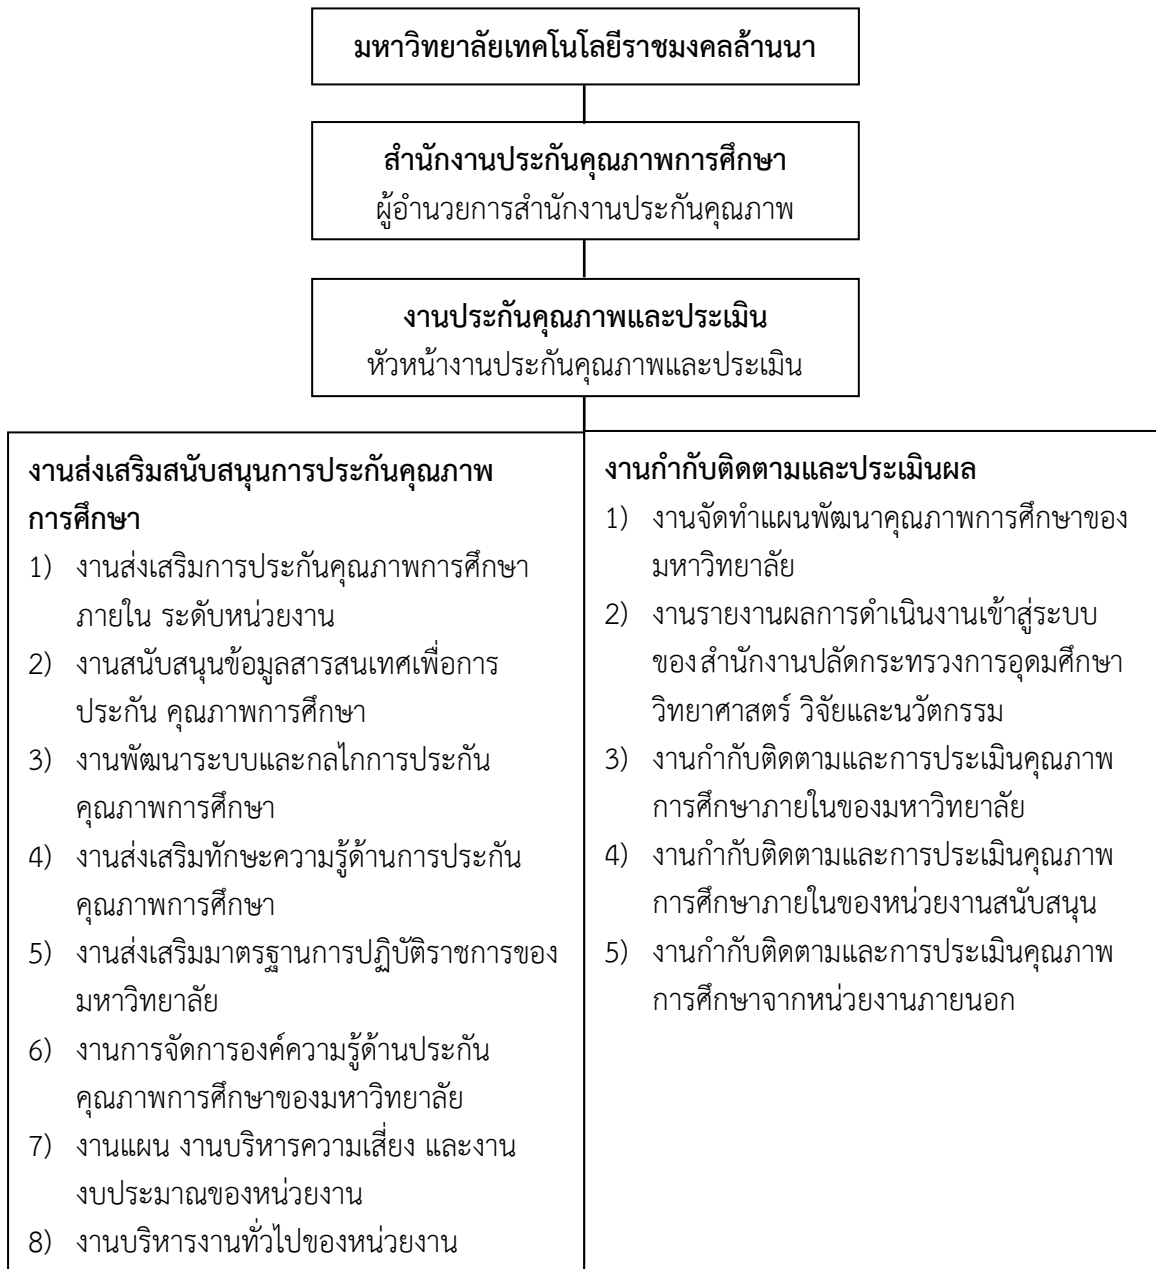 มหาวิทยาลัยเทคโนโลยีราชมงคลล้านนา
สำนักงานประกันคุณภาพการศึกษา
ผู้อำนวยการสำนักงานประกันคุณภาพ
งานประกันคุณภาพและประเมิน
หัวหน้างานประกันคุณภาพและประเมิน
งานส่งเสริมสนับสนุนการประกันคุณภาพ
การศึกษา
1) งานส่งเสริมการประกันคุณภาพการศึกษา
ภายใน ระดับหน่วยงาน
2) งานสนับสนุนข้อมูลสารสนเทศเพื่อการ
ประกัน คุณภาพการศึกษา
3) งานพัฒนาระบบและกลไกการประกัน
คุณภาพการศึกษา
4) งานส่งเสริมทักษะความรู้ด้านการประกัน
คุณภาพการศึกษา
5) งานส่งเสริมมาตรฐานการปฏิบัติราชการของ
มหาวิทยาลัย
6) งานการจัดการองค์ความรู้ด้านประกัน
คุณภาพการศึกษาของมหาวิทยาลัย
7) งานแผน งานบริหารความเสี่ยง และงาน
งบประมาณของหน่วยงาน
8) งานบริหารงานทั่วไปของหน่วยงาน
งานกำกับติดตามและประเมินผล
1) งานจัดทำแผนพัฒนาคุณภาพการศึกษาของ
มหาวิทยาลัย
2) งานรายงานผลการดำเนินงานเข้าสู่ระบบ
ของ สำนักงานปลัดกระทรวงการอุดมศึกษา
วิทยาศาสตร์ วิจัยและนวัตกรรม
3) งานกำกับติดตามและการประเมินคุณภาพ
การศึกษาภายในของมหาวิทยาลัย
4) งานกำกับติดตามและการประเมินคุณภาพ
การศึกษาภายในของหน่วยงานสนับสนุน
5) งานกำกับติดตามและการประเมินคุณภาพ
การศึกษาจากหน่วยงานภายนอก